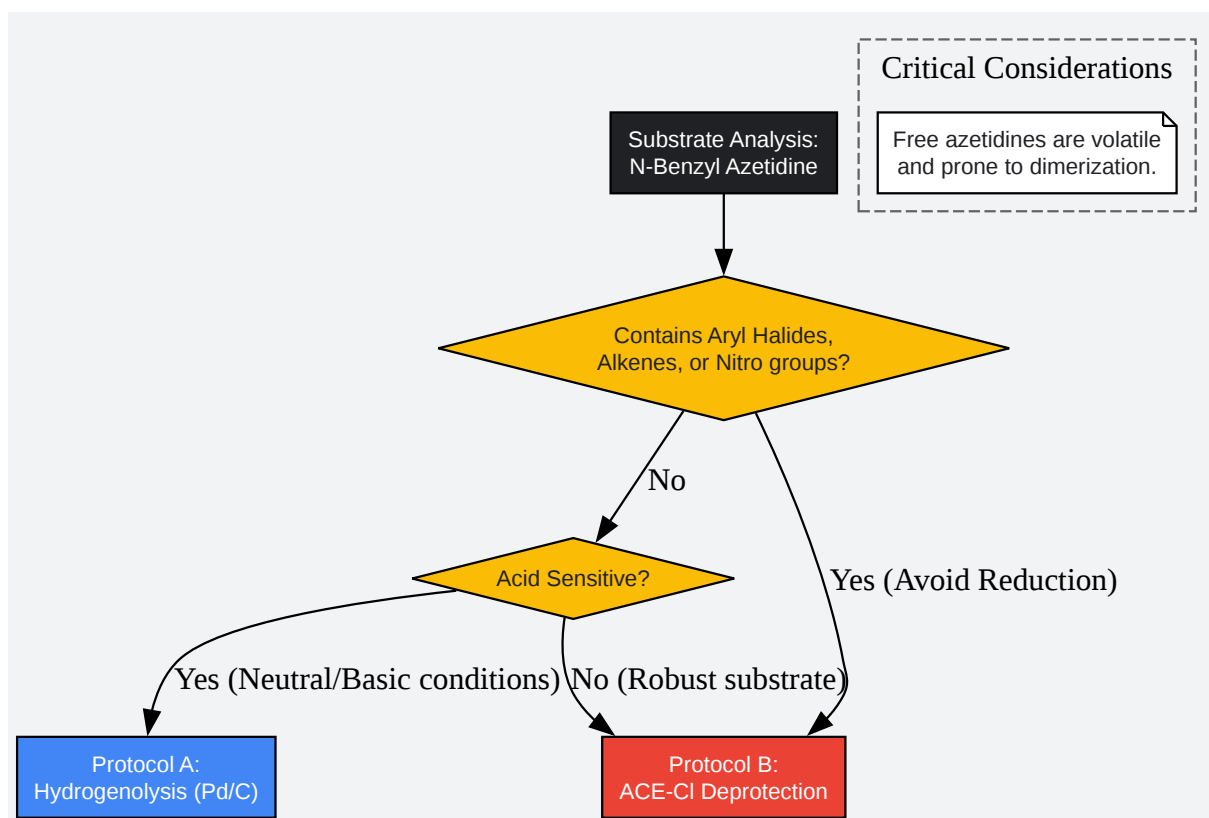 Critical Considerations
Free azetidines are volatile
and prone to dimerization.
Substrate Analysis:
N-Benzyl Azetidine
Contains Aryl Halides,
Alkenes, or Nitro groups?
No
Yes (Avoid Reduction)
Acid Sensitive?
Yes (Neutral/Basic conditions)
No (Robust substrate)
Protocol A:
Hydrogenolysis (Pd/C)
Protocol B:
ACE-Cl Deprotection